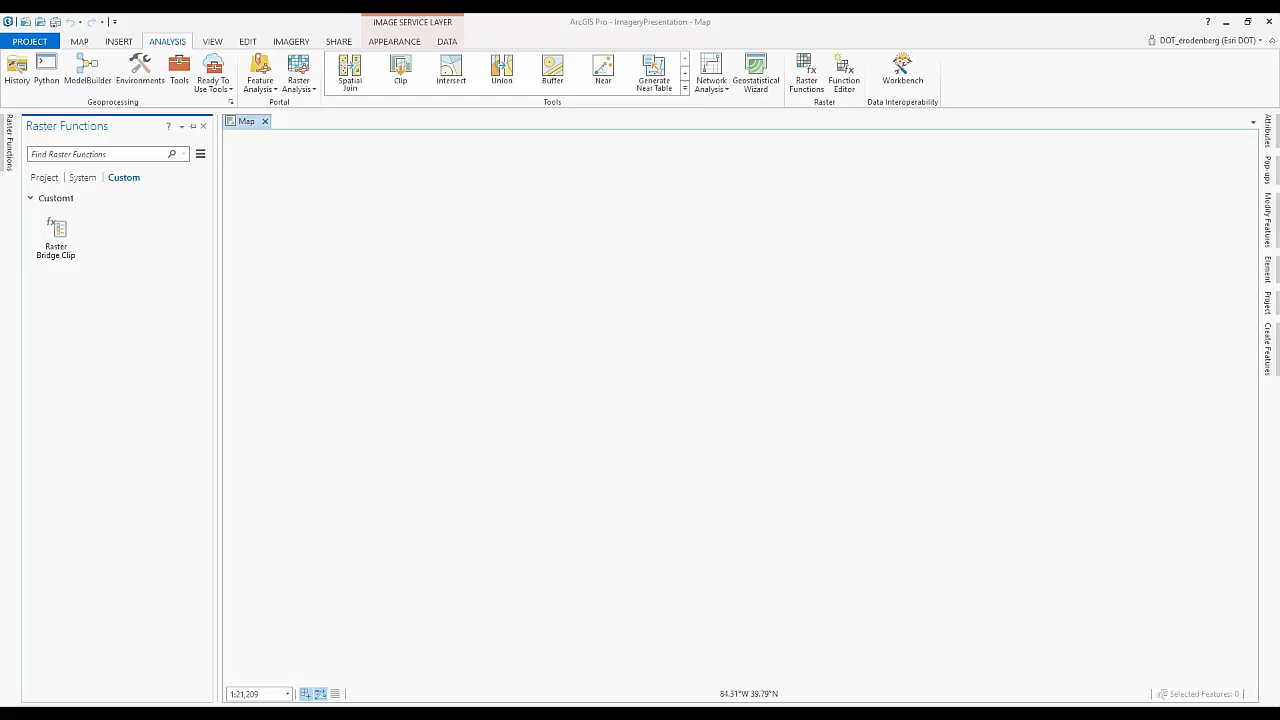 IMAGE SERVICE LAYER
ArcGIS Pro - ImageryPresentation - Map
?
PROJECT MAP INSERT ANALYSIS VIEW EDIT IMAGERY SHARE APPEARANCE DATA
DOT_erodenberg (Esri DOT)
History Python ModelBuilder Environments Tools Ready To Use Tools
Geoprocessing
Feature Analysis Raster Analysis
Portal
Spatial Join Clip Intersect Union Buffer Near Generate Near Table
Tools
Network Analysis Geostatistical Wizard
Raster Functions Function Editor
Raster
Workbench
Data Interoperability
Raster Functions
Raster Functions ?
Find Raster Functions
Project | System | Custom
Custom1
fx
Raster
Bridge Clip
Map
Attributes
Pop-ups
Modify Features
Element
Project
Create Features
1:21,209
84.31°W 39.79°N
Selected Features: 0